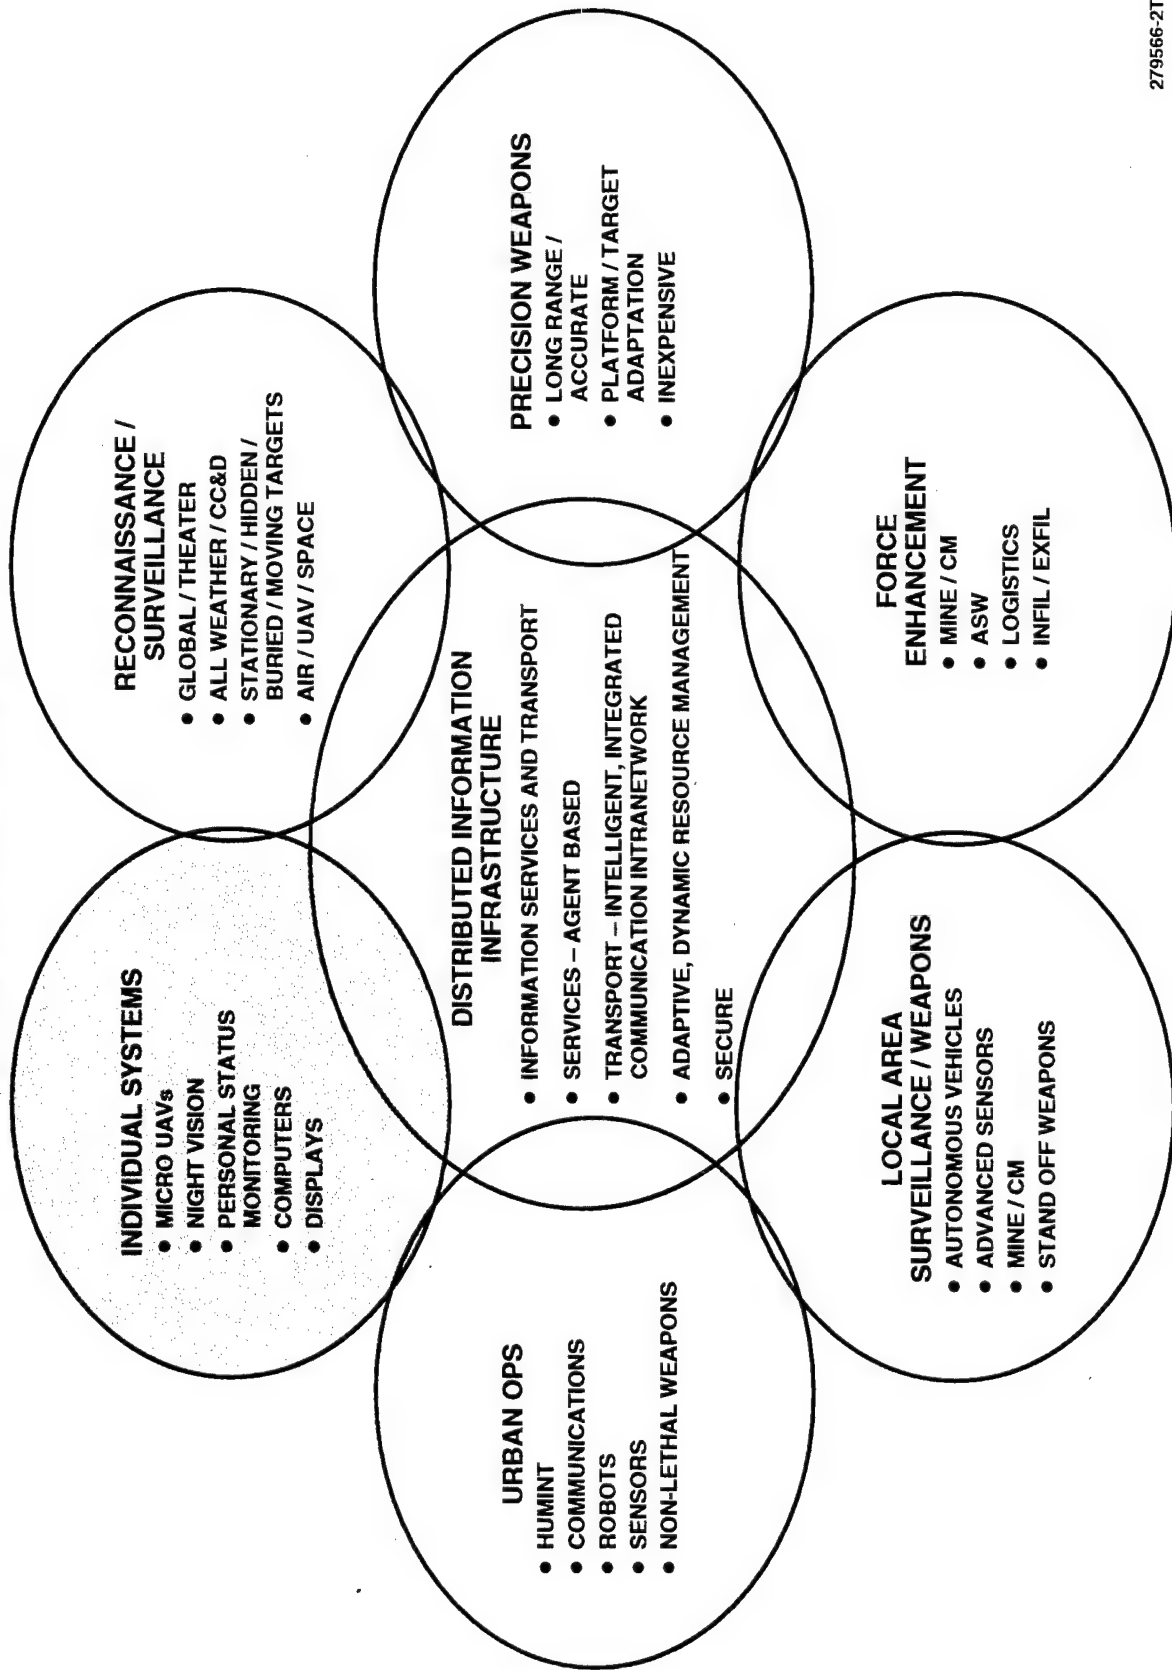 INDIVIDUAL SYSTEMS
• MICRO UAVs
• NIGHT VISION
• PERSONAL STATUS
MONITORING
• COMPUTERS
• DISPLAYS
RECONNAISSANCE /
SURVEILLANCE
• GLOBAL / THEATER
• ALL WEATHER / CC&D
• STATIONARY / HIDDEN /
BURIED / MOVING TARGETS
• AIR / UAV / SPACE
URBAN OPS
• HUMINT
• COMMUNICATIONS
• ROBOTS
• SENSORS
• NON-LETHAL WEAPONS
DISTRIBUTED INFORMATION
INFRASTRUCTURE
• INFORMATION SERVICES AND TRANSPORT
• SERVICES – AGENT BASED
• TRANSPORT – INTELLIGENT, INTEGRATED
COMMUNICATION INTRANETWORK
• ADAPTIVE, DYNAMIC RESOURCE MANAGEMENT
• SECURE
PRECISION WEAPONS
• LONG RANGE /
ACCURATE
• PLATFORM / TARGET
ADAPTATION
• INEXPENSIVE
LOCAL AREA
SURVEILLANCE / WEAPONS
• AUTONOMOUS VEHICLES
• ADVANCED SENSORS
• MINE / CM
• STAND OFF WEAPONS
FORCE
ENHANCEMENT
• MINE / CM
• ASW
• LOGISTICS
• INFIL / EXFIL
279566-2T